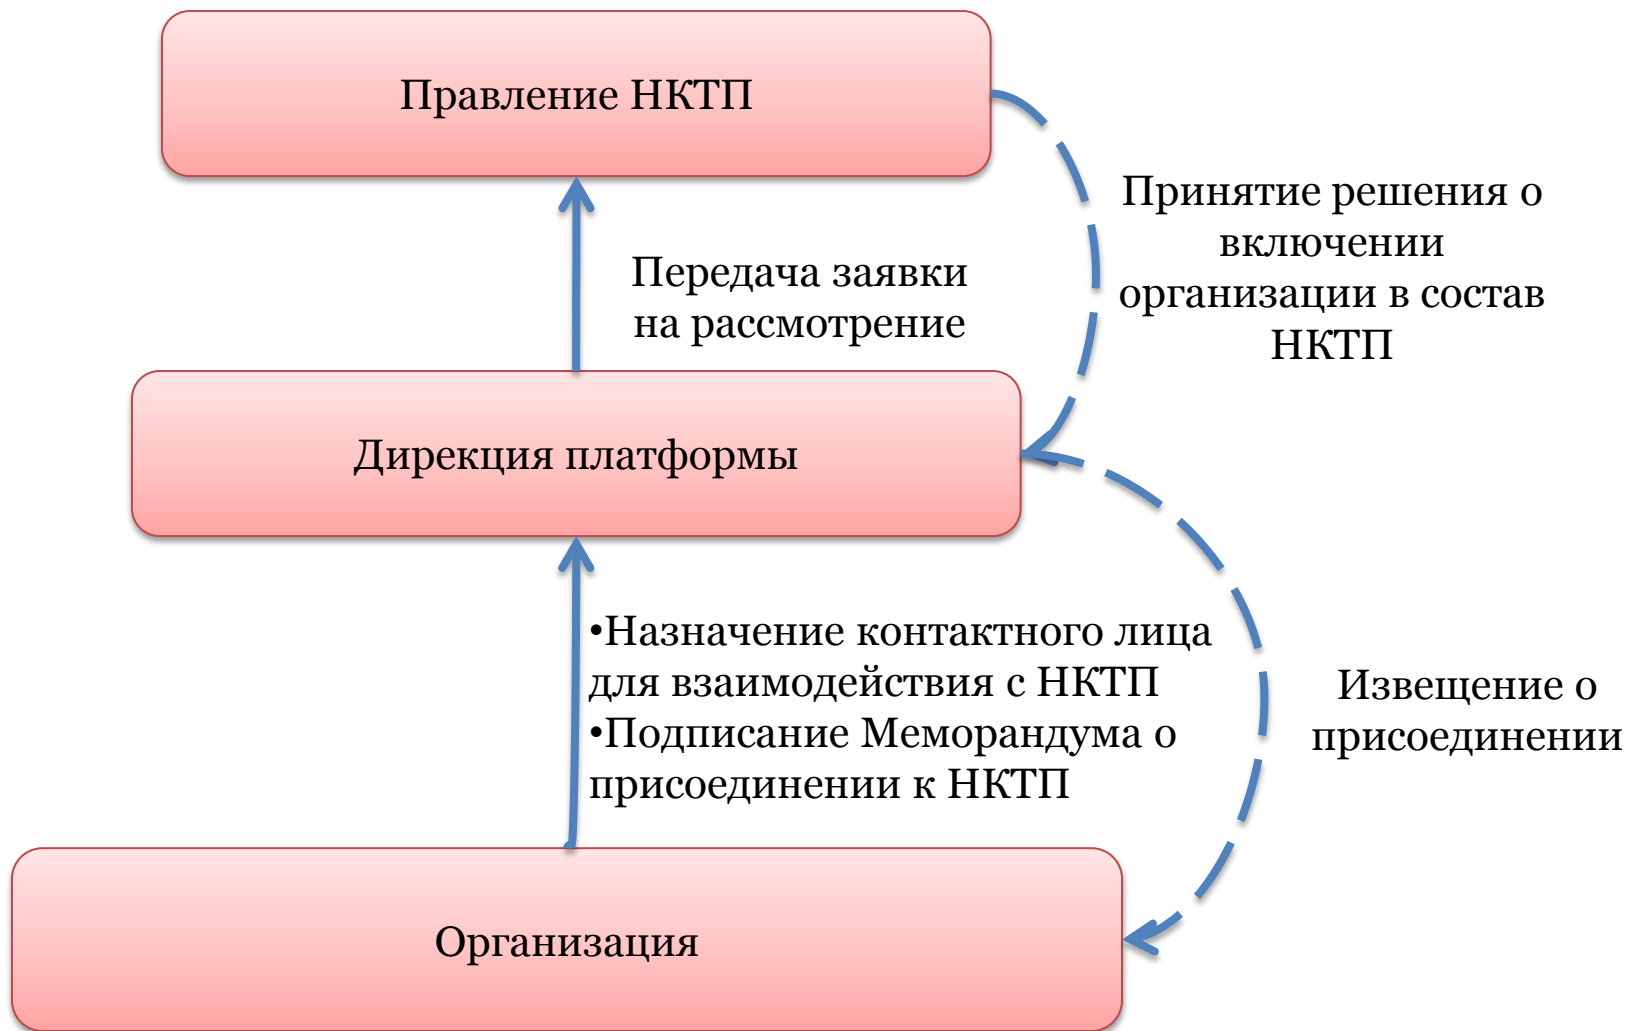 Правление НКТП
Принятие решения о
включении
организации в состав
НКТП
Передача заявки
на рассмотрение
Дирекция платформы
•Назначение контактного лица
для взаимодействия с НКТП
•Подписание Меморандума о
присоединении к НКТП
Извещение о
присоединении
Организация